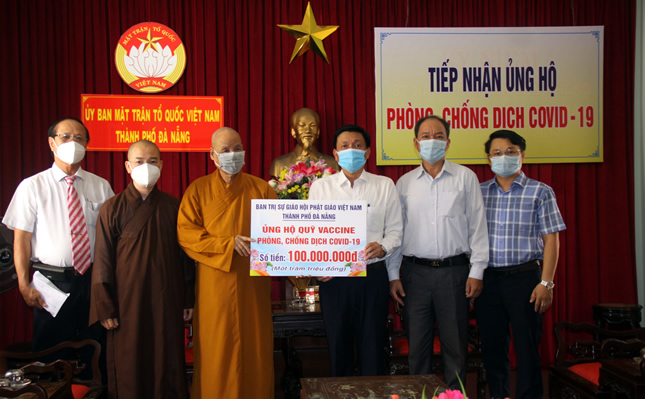 MẶT TRẬN TỔ QUỐC
VIỆT NAM
ỦY BAN MẶT TRẬN TỔ QUỐC VIỆT NAM
THÀNH PHỐ ĐÀ NẴNG
TIẾP NHẬN ỦNG HỘ
PHÒNG, CHỐNG DỊCH COVID -19
BAN TRỊ SỰ GIÁO HỘI PHẬT GIÁO VIỆT NAM
THÀNH PHỐ ĐÀ NẴNG
ỦNG HỘ QUỸ VACCINE
PHÒNG, CHỐNG DỊCH COVID-19
Số tiền: 100.000.000đ
(Một trăm triệu đồng)